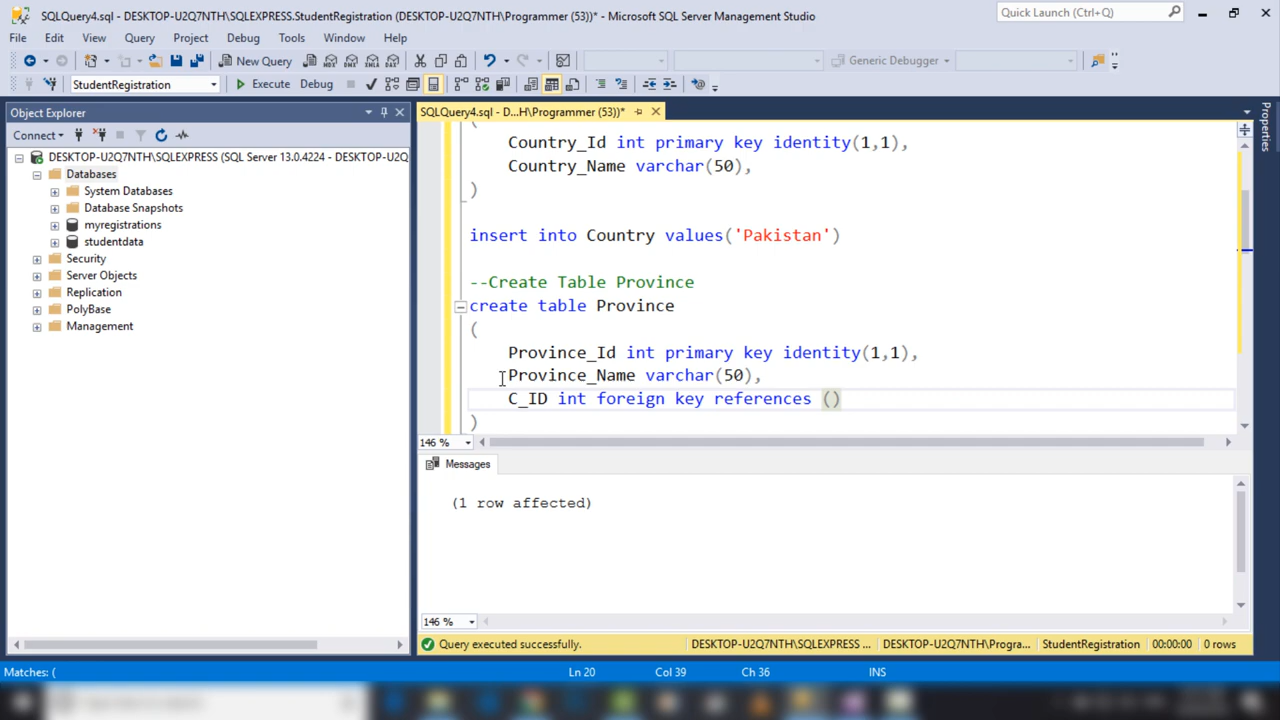 SQLQuery4.sql - DESKTOP-U2Q7NTH\SQLEXPRESS.StudentRegistration (DESKTOP-U2Q7NTH\Programmer (53))* - Microsoft SQL Server Management Studio
Quick Launch (Ctrl+Q)
File Edit View Query Project Debug Tools Window Help
New Query
Generic Debugger
StudentRegistration
Execute Debug
Object Explorer
SQLQuery4.sql - D...H\Programmer (53))*
Properties
Connect
DESKTOP-U2Q7NTH\SQLEXPRESS (SQL Server 13.0.4224 - DESKTOP-U2Q
Databases
System Databases
Database Snapshots
myregistrations
studentdata
Security
Server Objects
Replication
PolyBase
Management
(
Country_Id int primary key identity(1,1),
Country_Name varchar(50),
)
insert into Country values('Pakistan')
--Create Table Province
create table Province
(
Province_Id int primary key identity(1,1),
Province_Name varchar(50),
C_ID int foreign key references ()
)
146 %
Messages
(1 row affected)
146 %
Query executed successfully.
DESKTOP-U2Q7NTH\SQLEXPRESS ... DESKTOP-U2Q7NTH\Progra... StudentRegistration 00:00:00 0 rows
Matches: (
Ln 20 Col 39 Ch 36 INS